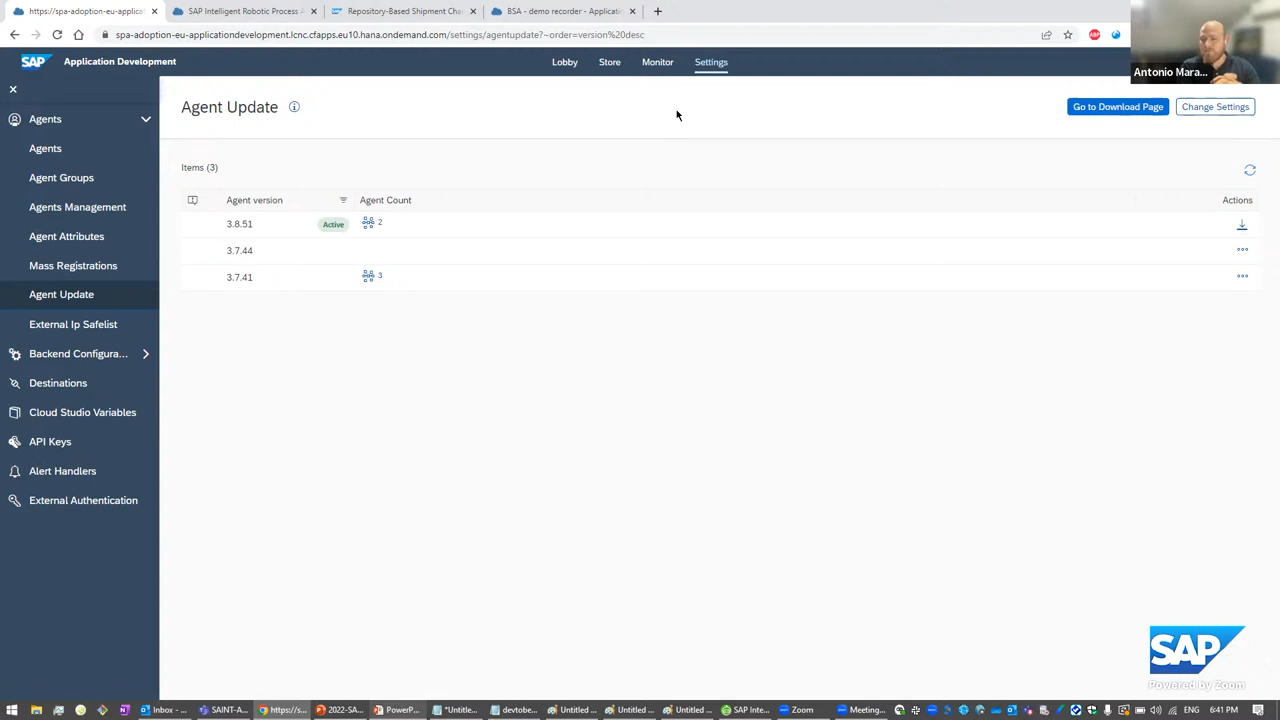 https://spa-adoption-eu-applicationdevelopment
SAP Intelligent Robotic Process A
Repository-Based Shipment Cha
BSA - demo recorder - Applicatio
spa-adoption-eu-applicationdevelopment.lcnc.cfapps.eu10.hana.ondemand.com/settings/agentupdate?~order=version%20desc
ABP
Antonio Mara...
SAP
Application Development
Lobby
Store
Monitor
Settings
Agents
Agents
Agent Groups
Agents Management
Agent Attributes
Mass Registrations
Agent Update
External Ip Safelist
Backend Configura...
Destinations
Cloud Studio Variables
API Keys
Alert Handlers
External Authentication
Agent Update
Go to Download Page
Change Settings
Items (3)
Agent version
Agent Count
Actions
3.8.51
Active
2
3.7.44
3.7.41
3
SAP
Powered by Zoom
Inbox - ...
SAINT-A...
https://s...
2022-SA...
PowerP...
*Untitle...
devtobe...
Untitled ...
Untitled ...
Untitled ...
SAP Inte...
Zoom
Meeting...
ENG
6:41 PM